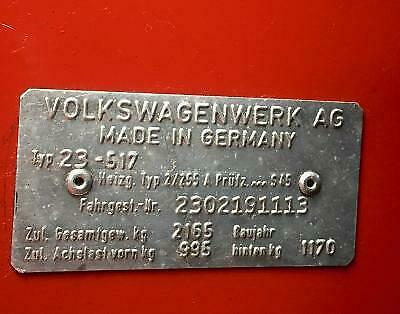 VOLKSWAGENWERK AG
MADE IN GERMANY
Typ 23-517
Heizg. Typ 2/255 A Prüfz. ~~~ S45
Fahrgest.-Nr. 2302191113
Zul. Gesamtgew. kg 2165 Baujahr
Zul. Achslast vorn kg 995 hinten kg 1170